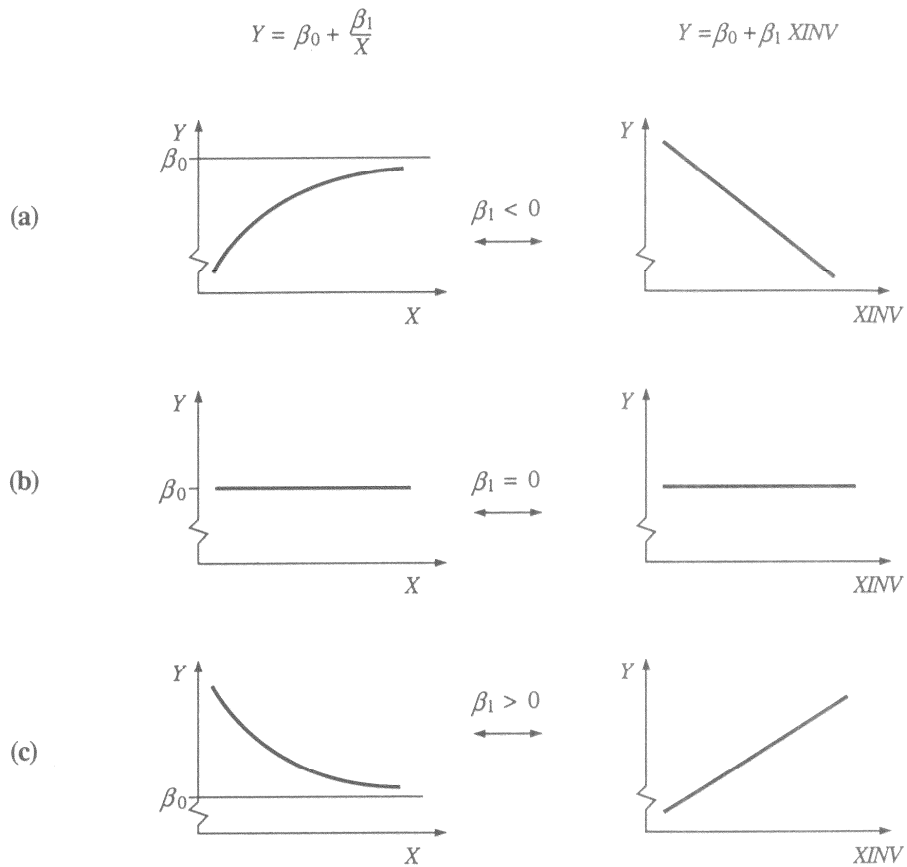 Y = β₀ + β₁/X
Y = β₀ + β₁ XINV
Y
β₀
(a)
X
β₁ < 0
Y
XINV
Y
(b)
β₀
X
β₁ = 0
Y
XINV
Y
(c)
β₀
X
β₁ > 0
Y
XINV